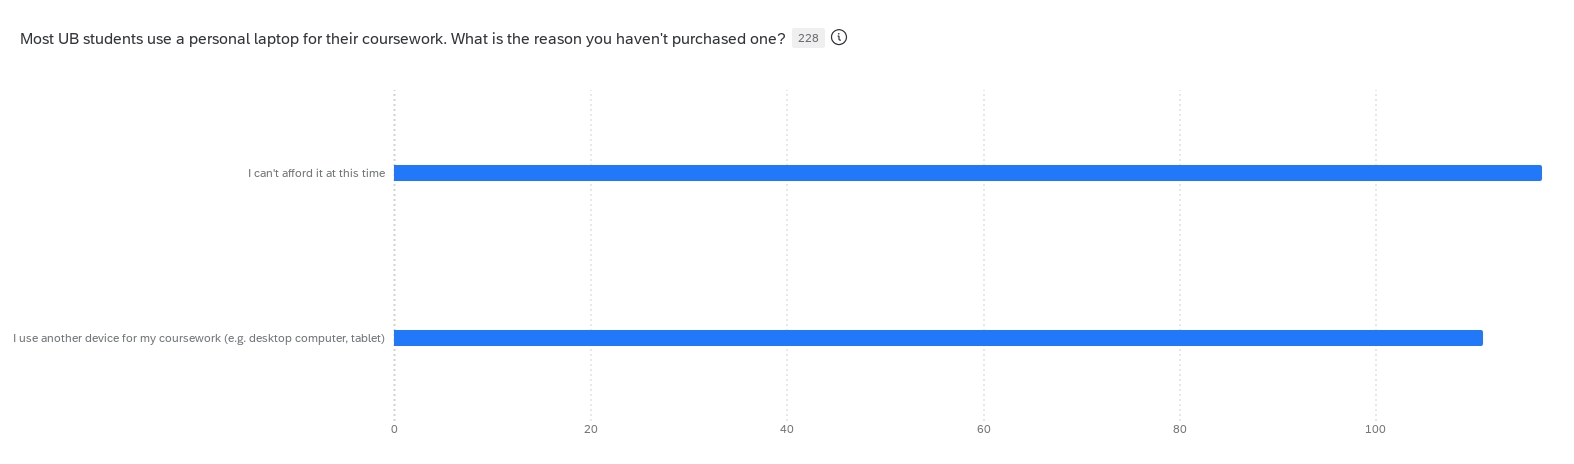 Most UB students use a personal laptop for their coursework. What is the reason you haven't purchased one? 228
I can't afford it at this time
I use another device for my coursework (e.g. desktop computer, tablet)
0 20 40 60 80 100